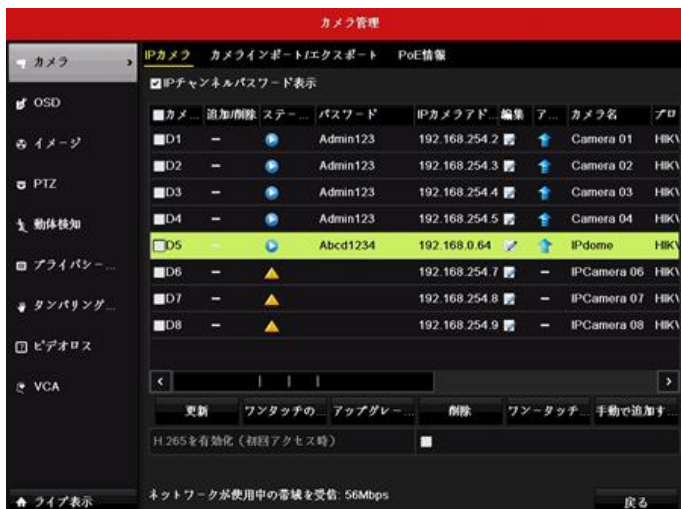 カメラ管理
カメラ
OSD
イメージ
PTZ
動体検知
プライバシー...
タンパリング...
ビデオロス
VCA
ライブ表示
IPカメラ カメラインポート/エクスポート PoE情報
IPチャンネルパスワード表示
カメ... 追加/削除 ステー... パスワード IPカメラアド... 編集 ア... カメラ名 プロ
D1 – Admin123 192.168.254.2 Camera 01 HIKV
D2 – Admin123 192.168.254.3 Camera 02 HIKV
D3 – Admin123 192.168.254.4 Camera 03 HIKV
D4 – Admin123 192.168.254.5 Camera 04 HIKV
D5 – Abcd1234 192.168.0.64 IPdome HIKV
D6 – 192.168.254.7 – IPCamera 06 HIKV
D7 – 192.168.254.8 – IPCamera 07 HIKV
D8 – 192.168.254.9 – IPCamera 08 HIKV
更新 ワンタッチの... アップグレー... 削除 ワンータッチ... 手動で追加す...
H.265を有効化（初回アクセス時）
ネットワークが使用中の帯域を受信: 56Mbps
戻る